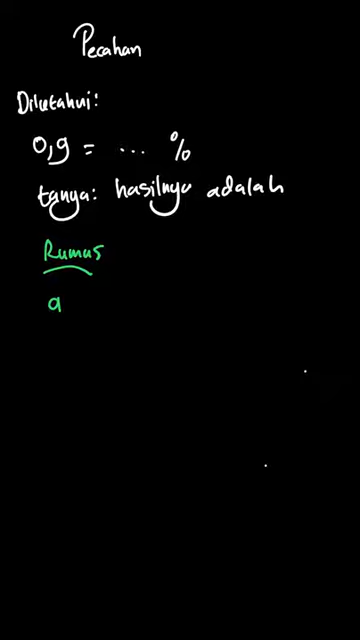 Pecahan
Diketahui:
0,9 = ... %
tanya: hasilnya adalah
Rumus
a